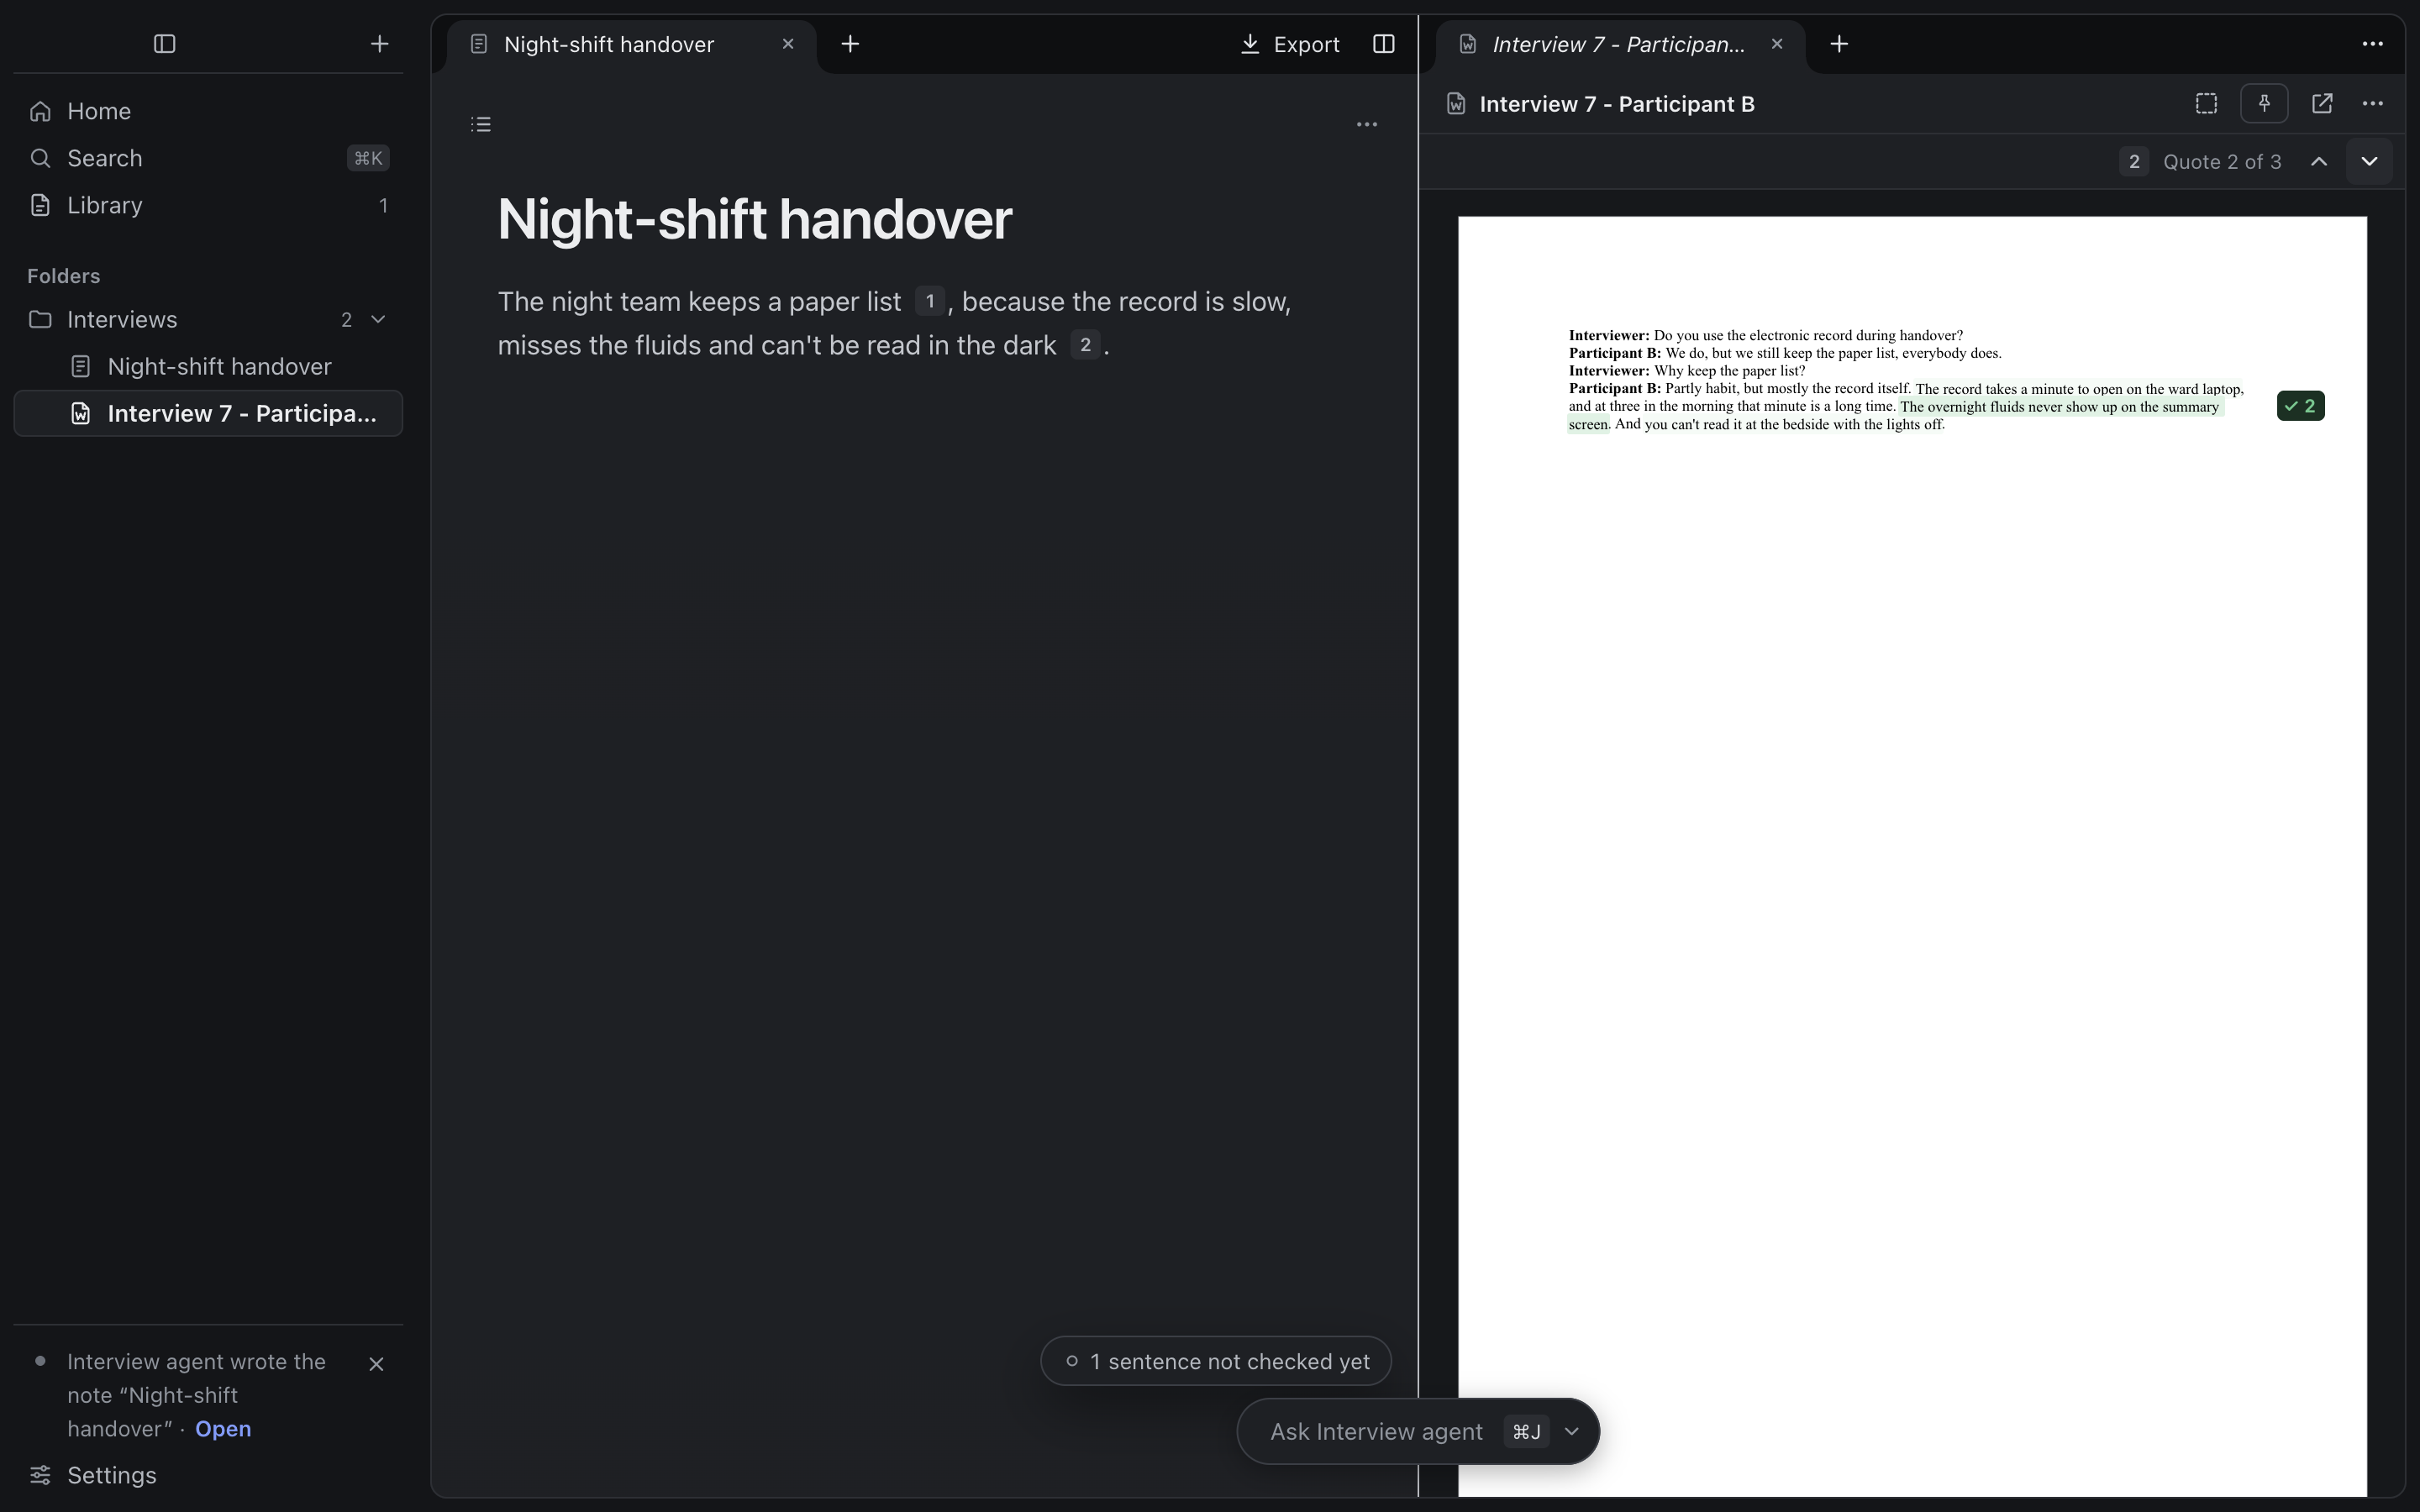 Home
Search ⌘K
Library 1
Folders
Interviews 2
Night-shift handover
Interview 7 - Participa...
Interview agent wrote the
note “Night-shift
handover” · Open
Settings
Night-shift handover
Export
Night-shift handover
The night team keeps a paper list 1, because the record is slow,
misses the fluids and can't be read in the dark 2.
1 sentence not checked yet
Ask Interview agent ⌘J
Interview 7 - Participan...
Interview 7 - Participant B
2 Quote 2 of 3
Interviewer: Do you use the electronic record during handover?
Participant B: We do, but we still keep the paper list, everybody does.
Interviewer: Why keep the paper list?
Participant B: Partly habit, but mostly the record itself. The record takes a minute to open on the ward laptop,
and at three in the morning that minute is a long time. The overnight fluids never show up on the summary
screen. And you can't read it at the bedside with the lights off.
2